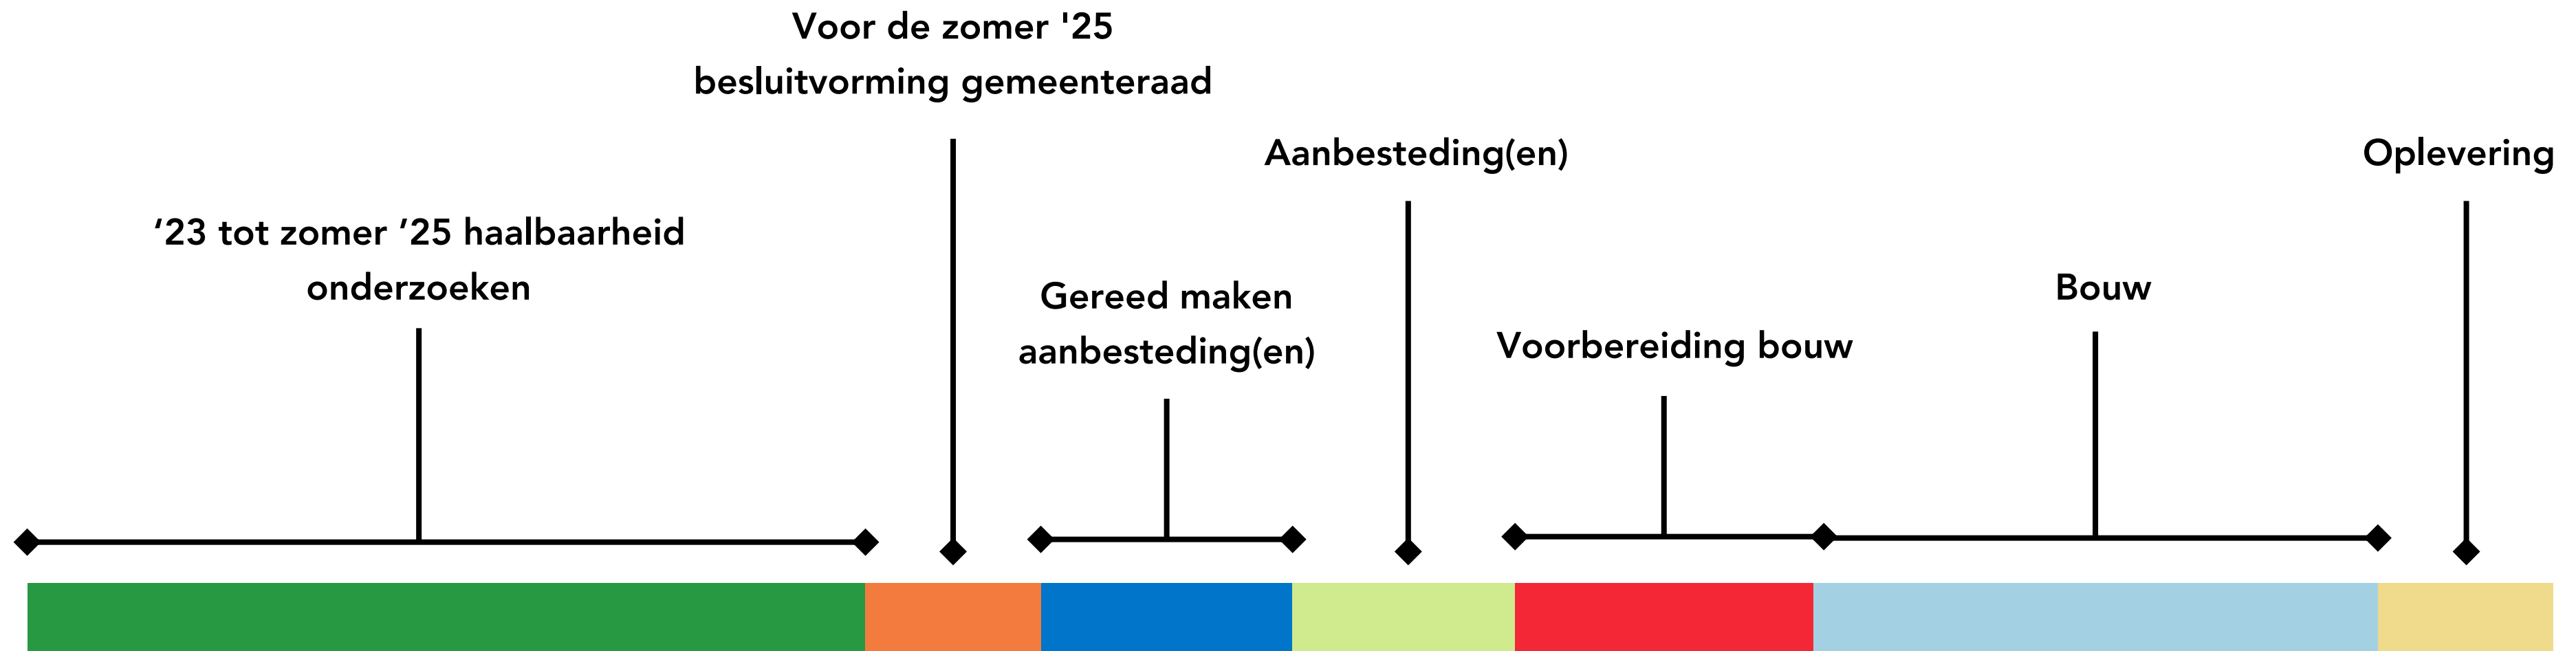 Voor de zomer '25
besluitvorming gemeenteraad
Aanbesteding(en)
Oplevering
‘23 tot zomer ’25 haalbaarheid
onderzoeken
Gereed maken
aanbesteding(en)
Bouw
Voorbereiding bouw